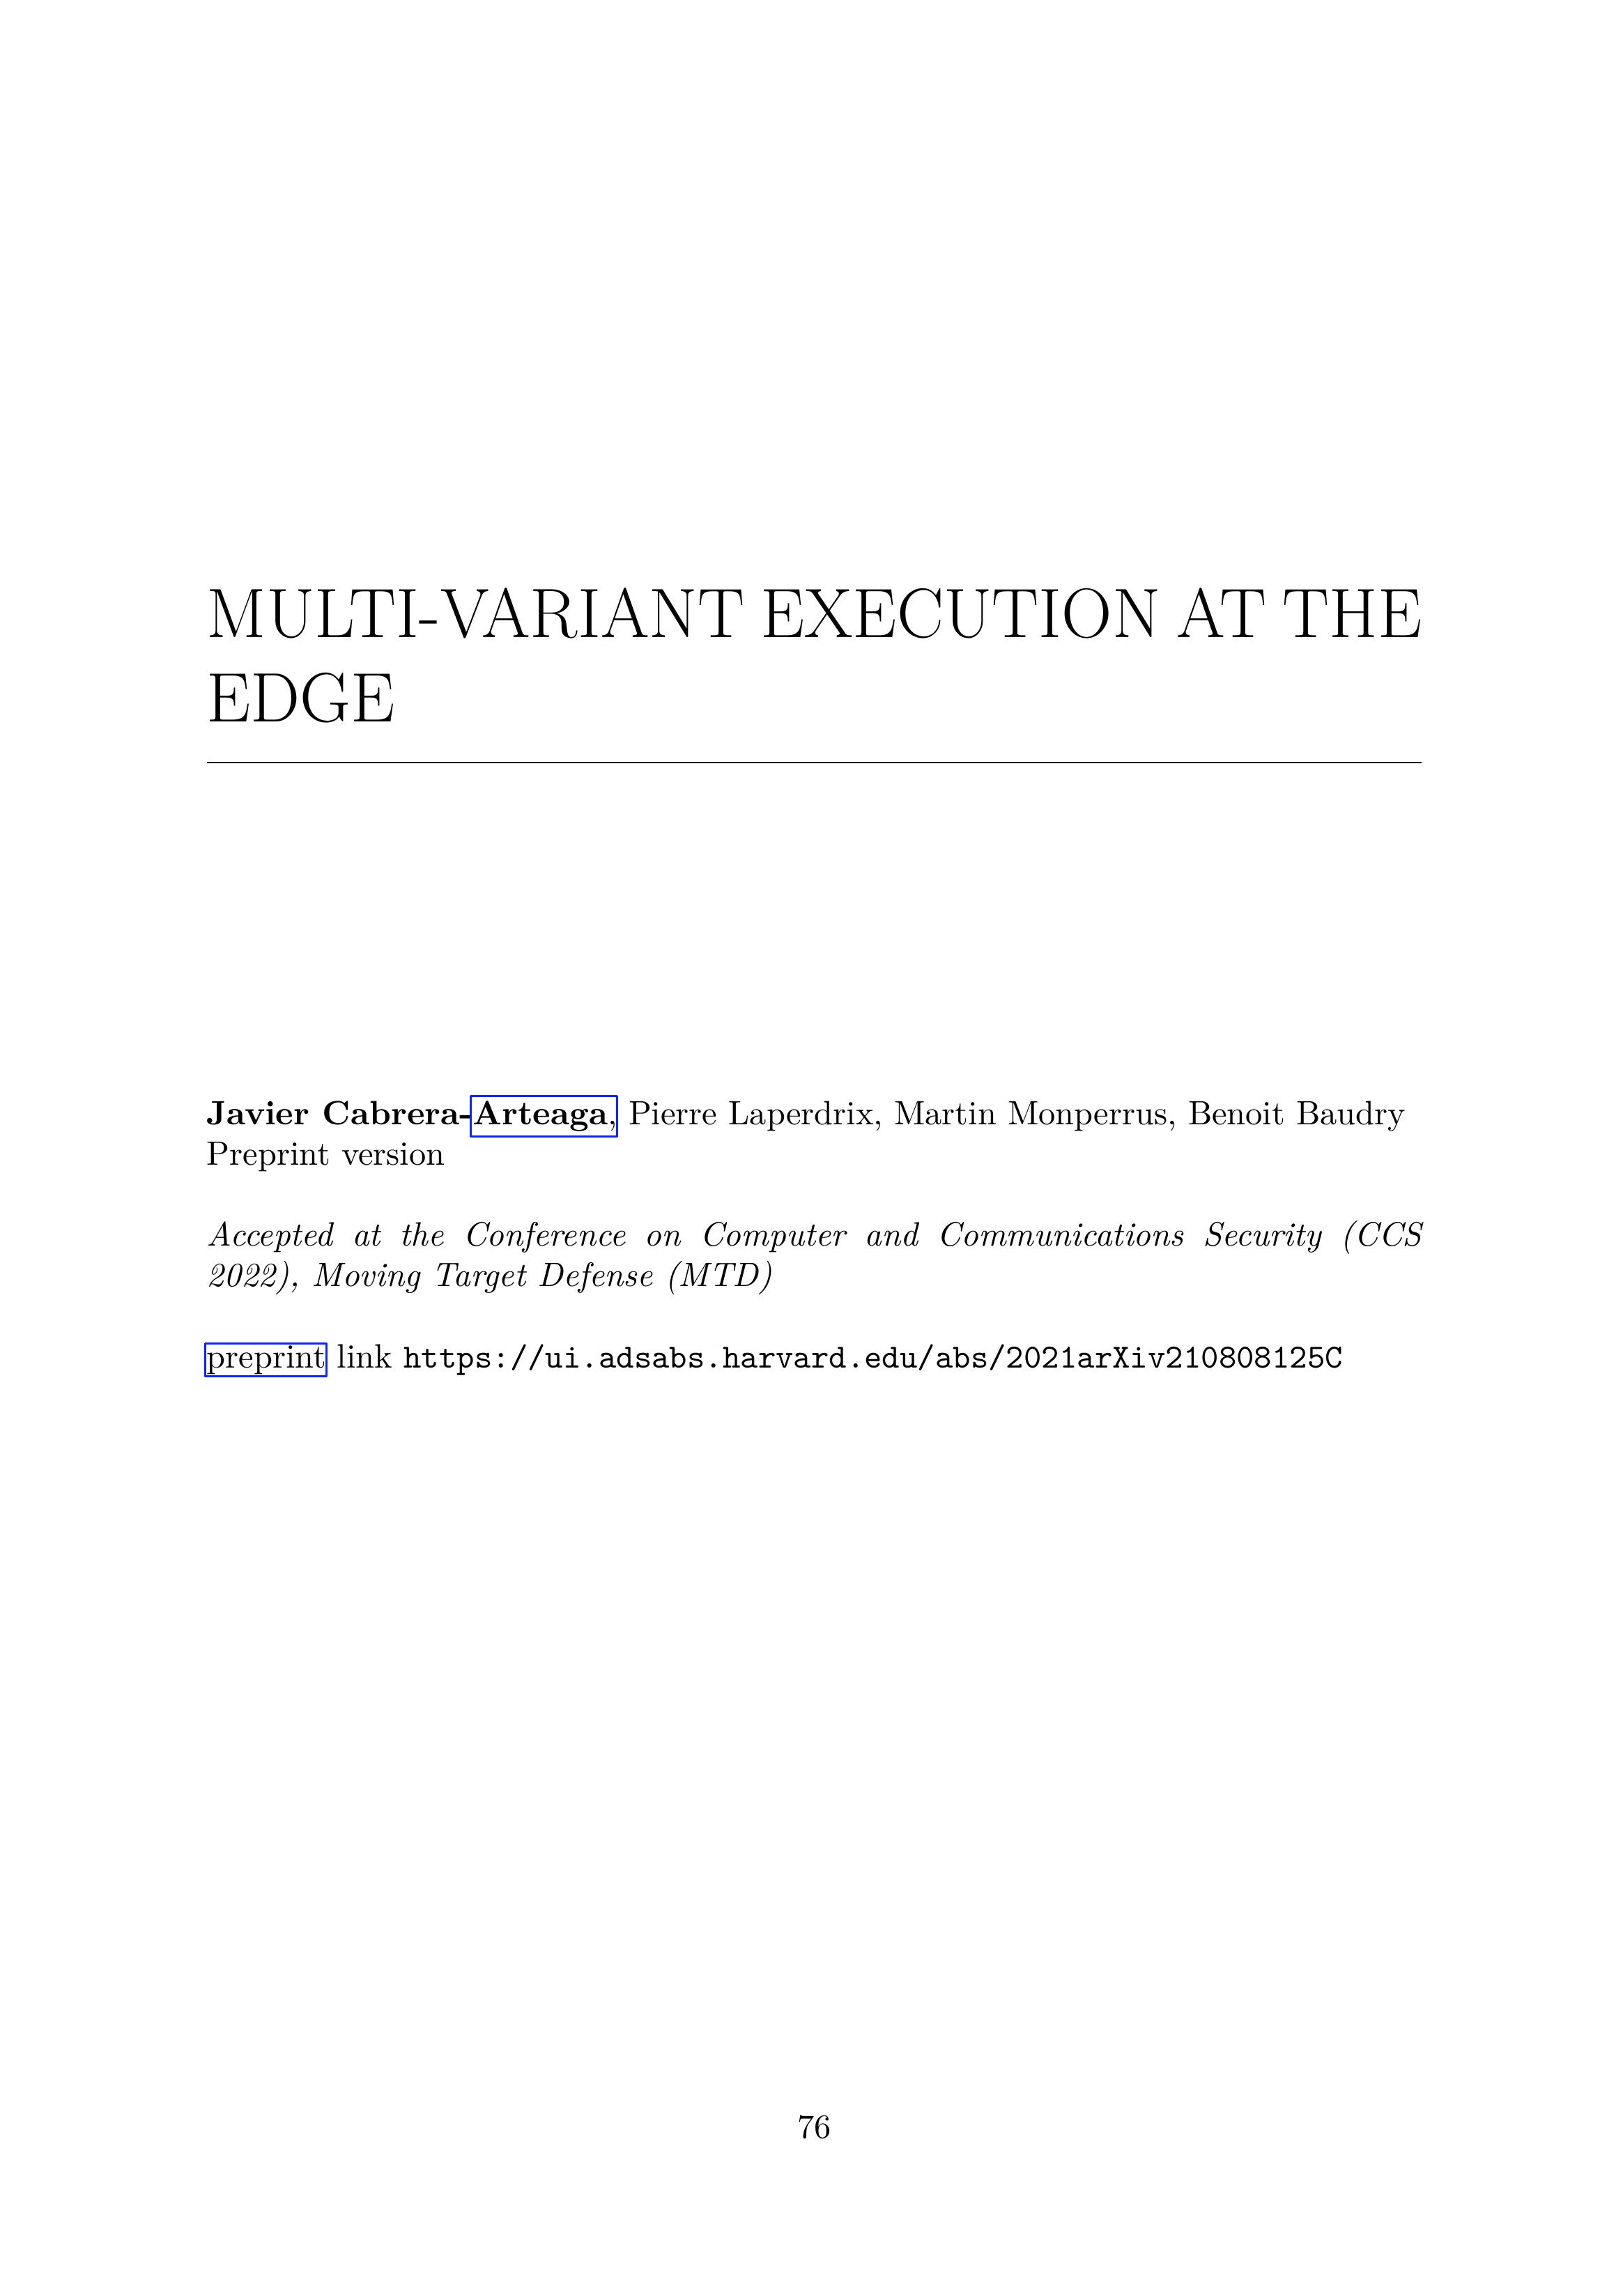 MULTI-VARIANT EXECUTION AT THE
EDGE
Javier Cabrera-Arteaga, Pierre Laperdrix, Martin Monperrus, Benoit Baudry
Preprint version
Accepted at the Conference on Computer and Communications Security (CCS
2022), Moving Target Defense (MTD)
preprint link https://ui.adsabs.harvard.edu/abs/2021arXiv210808125C
76